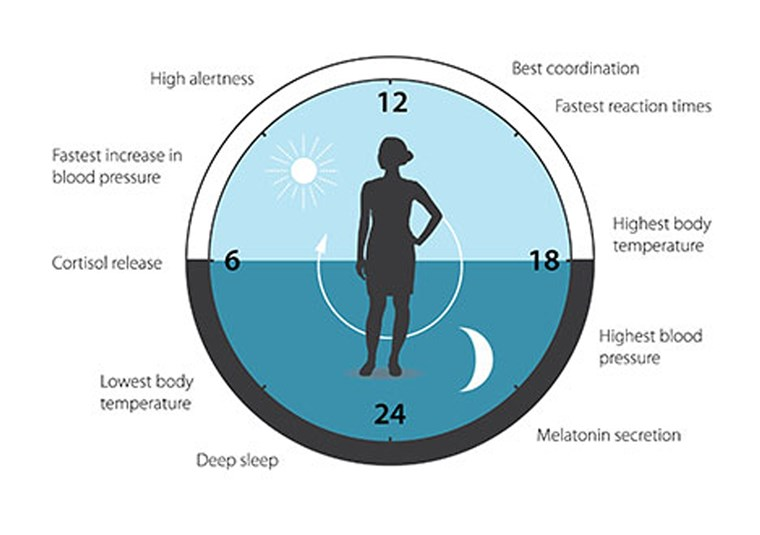 Best coordination
High alertness
12
Fastest reaction times
Fastest increase in
blood pressure
Highest body
temperature
Cortisol release
6
18
Highest blood
pressure
Lowest body
temperature
24
Melatonin secretion
Deep sleep